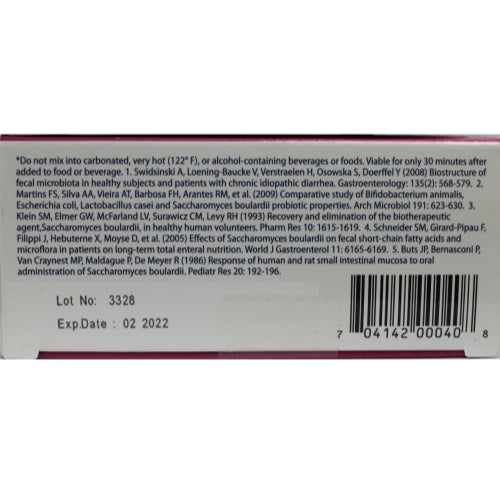 *Do not mix into carbonated, very hot (122° F), or alcohol-containing beverages or foods. Viable for only 30 minutes after
added to food or beverage. 1. Swidsinski A, Loening-Baucke V, Verstraelen H, Osowska S, Doerffel Y (2008) Biostructure of
fecal microbiota in healthy subjects and patients with chronic idiopathic diarrhea. Gastroenterology: 135(2): 568-579. 2.
Martins FS, Silva AA, Vieira AT, Barbosa FH, Arantes RM, et al. (2009) Comparative study of Bifidobacterium animalis,
Escherichia coli, Lactobacillus casei and Saccharomyces boulardii probiotic properties. Arch Microbiol 191: 623-630. 3.
Klein SM, Elmer GW, McFarland LV, Surawicz CM, Levy RH (1993) Recovery and elimination of the biotherapeutic
agent,Saccharomyces boulardii, in healthy human volunteers. Pharm Res 10: 1615-1619. 4. Schneider SM, Girard-Pipau F,
Filippi J, Hebuterne X, Moyse D, et al. (2005) Effects of Saccharomyces boulardii on fecal short-chain fatty acids and
microflora in patients on long-term total enteral nutrition. World J Gastroenterol 11: 6165-6169. 5. Buts JP, Bernasconi P,
Van Craynest MP, Maldague P, De Meyer R (1986) Response of human and rat small intestinal mucosa to oral
administration of Saccharomyces boulardii. Pediatr Res 20: 192-196.
Lot No: 3328
Exp.Date : 02 2022
7 04142 00040 8